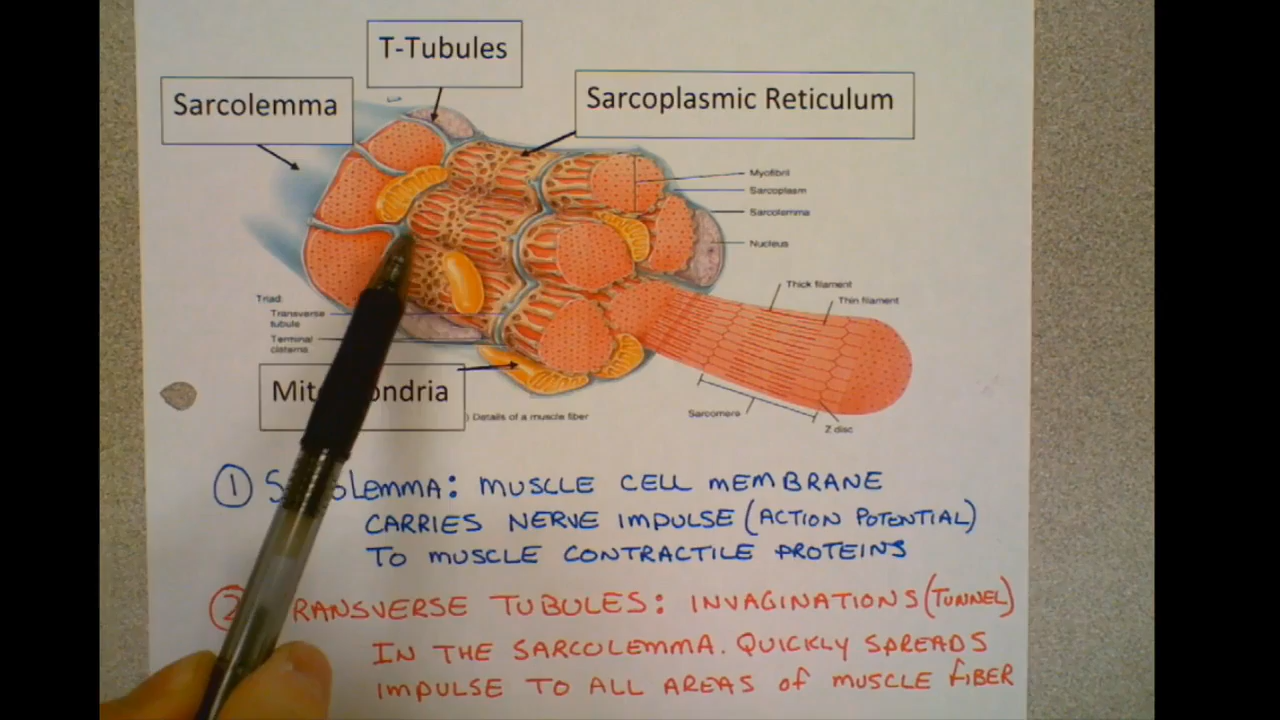 T-Tubules
Sarcolemma
Sarcoplasmic Reticulum
Myofibril
Sarcoplasm
Sarcolemma
Nucleus
Thick filament
Thin filament
Triad:
Transverse
tubule
Terminal
cisterna
Sarcomere
Z disc
) Details of a muscle fiber
① : MUSCLE CELL MEMBRANE
CARRIES NERVE IMPULSE (ACTION POTENTIAL)
TO MUSCLE CONTRACTILE PROTEINS
② RANSVERSE TUBULES: INVAGINATIONS (TUNNEL)
IN THE SARCOLEMMA. QUICKLY SPREADS
IMPULSE TO ALL AREAS of MUSCLE fIBER